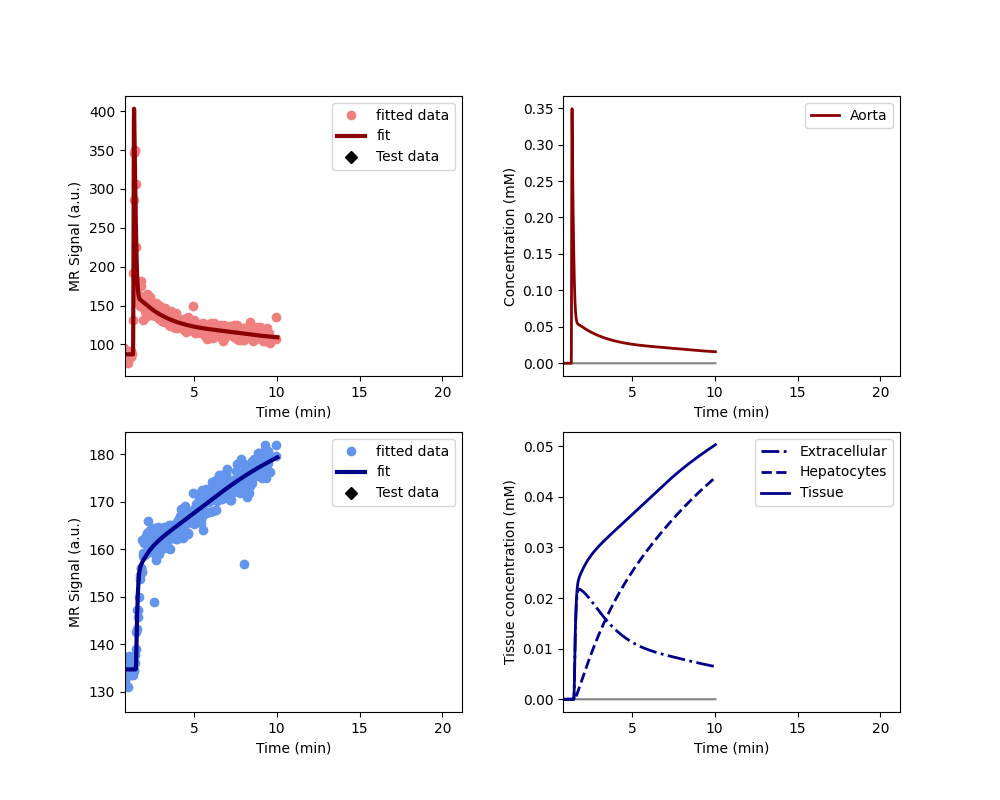 400
350
300
250
200
150
100
MR Signal (a.u.)
fitted data
fit
Test data
5
10
15
20
Time (min)
0.35
0.30
0.25
0.20
0.15
0.10
0.05
0.00
Concentration (mM)
Aorta
5
10
15
20
Time (min)
180
170
160
150
140
130
MR Signal (a.u.)
fitted data
fit
Test data
5
10
15
20
Time (min)
0.05
0.04
0.03
0.02
0.01
0.00
Tissue concentration (mM)
Extracellular
Hepatocytes
Tissue
5
10
15
20
Time (min)